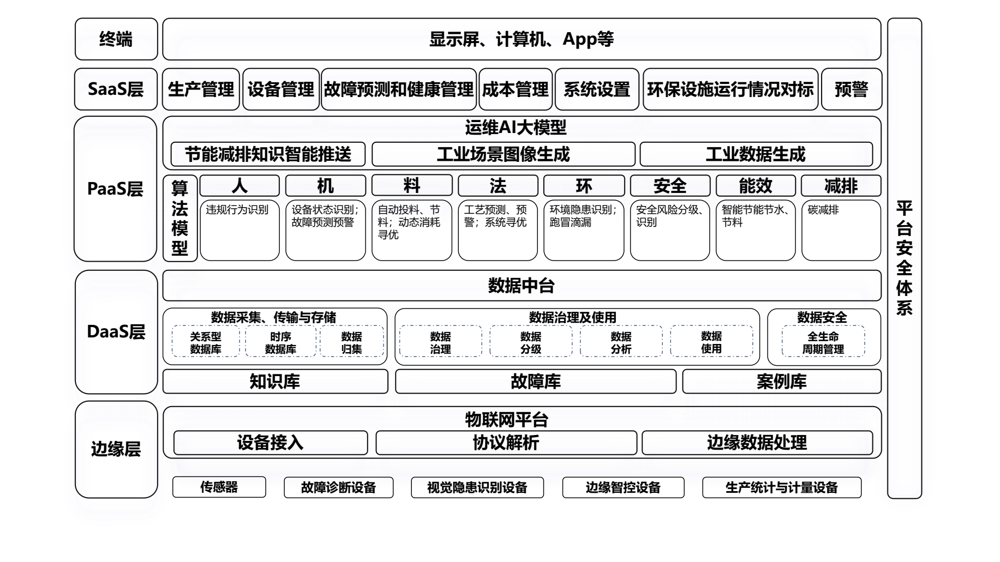 终端
显示屏、计算机、App等
SaaS层
生产管理
设备管理
故障预测和健康管理
成本管理
系统设置
环保设施运行情况对标
预警
PaaS层
运维AI大模型
节能减排知识智能推送
工业场景图像生成
工业数据生成
算
法
模
型
人
机
料
法
环
安全
能效
减排
违规行为识别
设备状态识别；
故障预测预警
自动投料、节
料；动态消耗
寻优
工艺预测、预
警；系统寻优
环境隐患识别；
跑冒滴漏
安全风险分级、
识别
智能节能节水、
节料
碳减排
DaaS层
数据中台
数据采集、传输与存储
关系型
数据库
时序
数据库
数据
归集
数据治理及使用
数据
治理
数据
分级
数据
分析
数据
使用
数据安全
全生命
周期管理
知识库
故障库
案例库
边缘层
物联网平台
设备接入
协议解析
边缘数据处理
传感器
故障诊断设备
视觉隐患识别设备
边缘智控设备
生产统计与计量设备
平
台
安
全
体
系